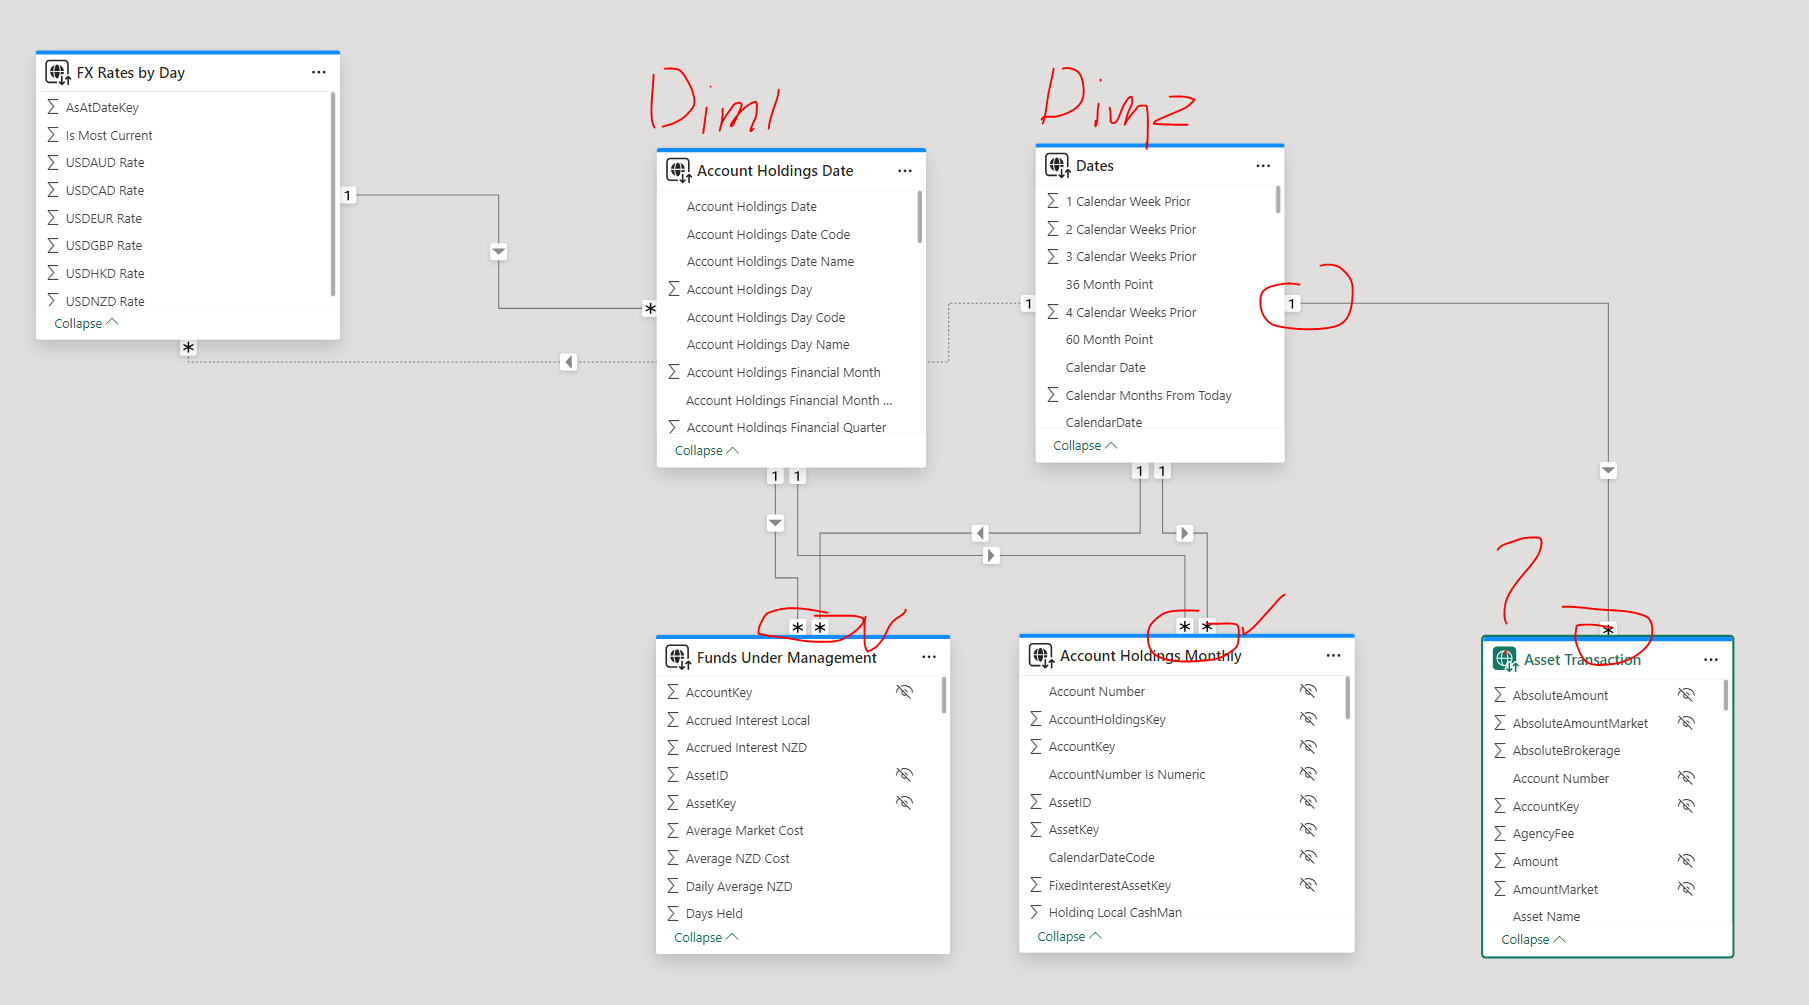 FX Rates by Day
AsAtDateKey
Is Most Current
USDAUD Rate
USDCAD Rate
USDEUR Rate
USDGBP Rate
USDHKD Rate
USDNZD Rate
Collapse
1
*
*
Dim1
Account Holdings Date
Account Holdings Date
Account Holdings Date Code
Account Holdings Date Name
Account Holdings Day
Account Holdings Day Code
Account Holdings Day Name
Account Holdings Financial Month
Account Holdings Financial Month ...
Account Holdings Financial Quarter
Collapse
1 1
Dim2
Dates
1 Calendar Week Prior
2 Calendar Weeks Prior
3 Calendar Weeks Prior
36 Month Point
4 Calendar Weeks Prior
60 Month Point
Calendar Date
Calendar Months From Today
CalendarDate
Collapse
1
1
1 1
* *
Funds Under Management
AccountKey
Accrued Interest Local
Accrued Interest NZD
AssetID
AssetKey
Average Market Cost
Average NZD Cost
Daily Average NZD
Days Held
Collapse
* *
Account Holdings Monthly
Account Number
AccountHoldingsKey
AccountKey
AccountNumber Is Numeric
AssetID
AssetKey
CalendarDateCode
FixedInterestAssetKey
Holding Local CashMan
Collapse
?
*
Asset Transaction
AbsoluteAmount
AbsoluteAmountMarket
AbsoluteBrokerage
Account Number
AccountKey
AgencyFee
Amount
AmountMarket
Asset Name
Collapse